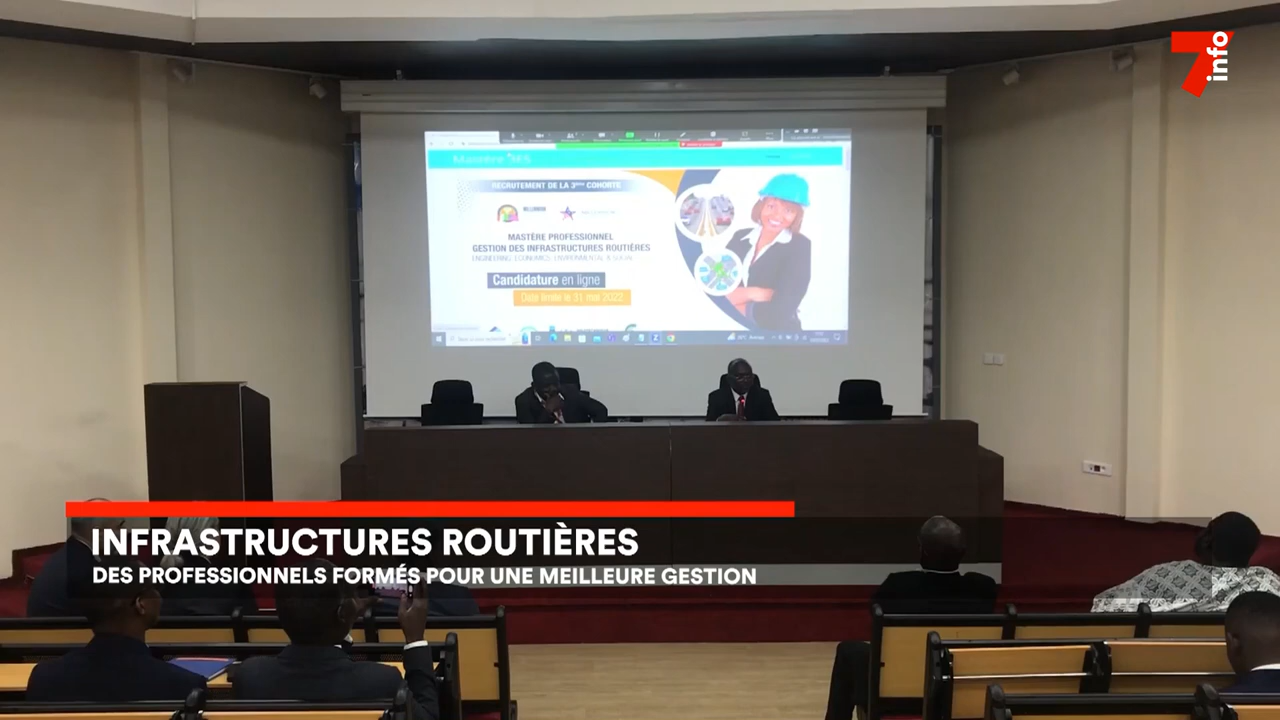 7
info
RECRUTEMENT DE LA 3ème COHORTE
MASTÈRE PROFESSIONNEL
GESTION DES INFRASTRUCTURES ROUTIÈRES
Candidature en ligne
Date limite le 31 mai 2022
INFRASTRUCTURES ROUTIÈRES
DES PROFESSIONNELS FORMÉS POUR UNE MEILLEURE GESTION